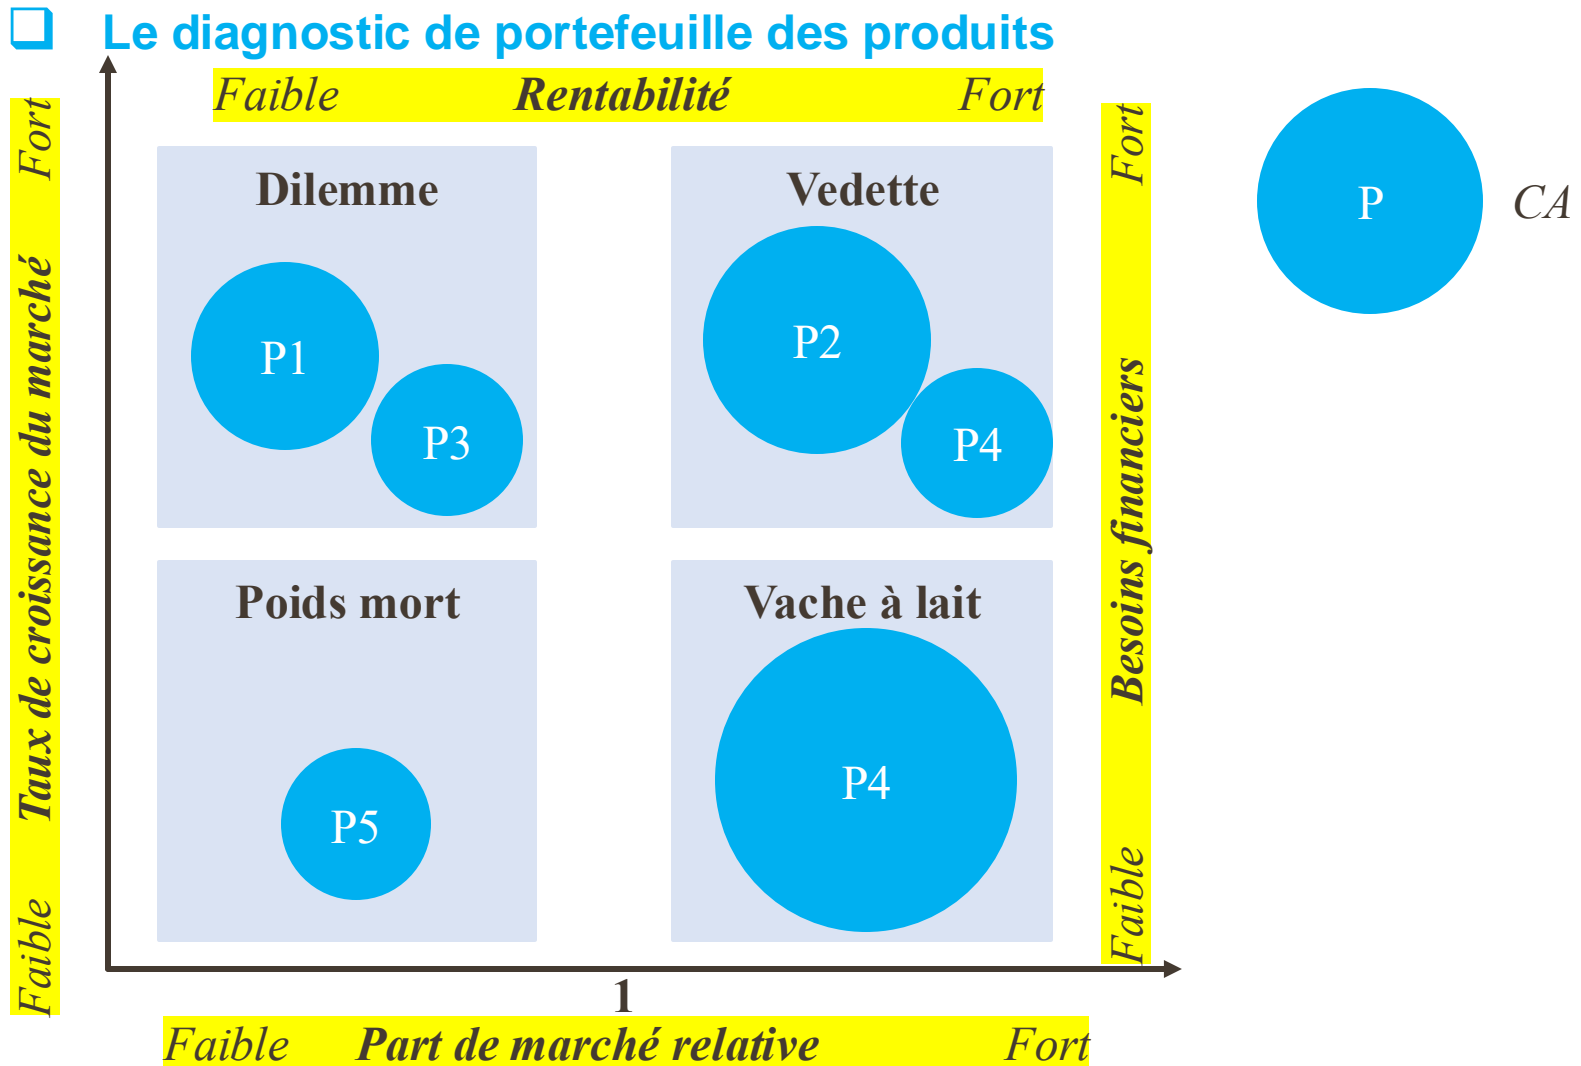 Le diagnostic de portefeuille des produits
Faible Rentabilité Fort
Faible Taux de croissance du marché Fort
Faible Besoins financiers Fort
Dilemme
P1
P3
Vedette
P2
P4
P CA
Poids mort
P5
Vache à lait
P4
1
Faible Part de marché relative Fort